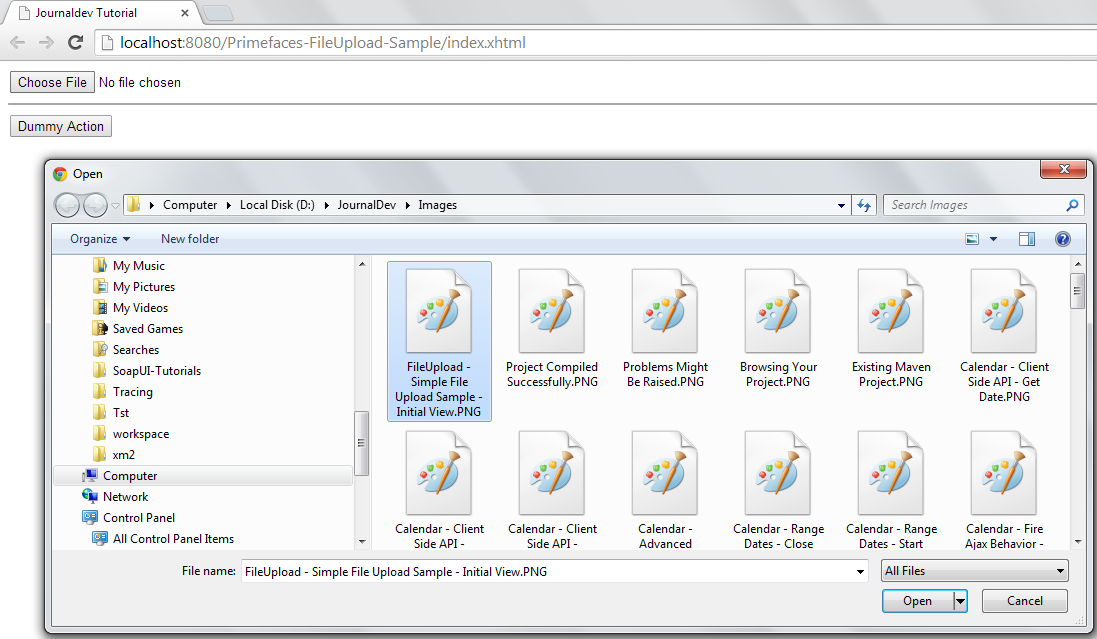 Journaldev Tutorial
localhost:8080/Primefaces-FileUpload-Sample/index.xhtml
Choose File No file chosen
Dummy Action
Open
Computer Local Disk (D:) JournalDev Images
Search Images
Organize New folder
My Music
My Pictures
My Videos
Saved Games
Searches
SoapUI-Tutorials
Tracing
Tst
workspace
xm2
Computer
Network
Control Panel
All Control Panel Items
FileUpload -
Simple File
Upload Sample -
Initial View.PNG
Project Compiled
Successfully.PNG
Problems Might
Be Raised.PNG
Browsing Your
Project.PNG
Existing Maven
Project.PNG
Calendar - Client
Side API - Get
Date.PNG
Calendar - Client
Side API -
Calendar - Client
Side API -
Calendar -
Advanced
Calendar - Range
Dates - Close
Calendar - Range
Dates - Start
Calendar - Fire
Ajax Behavior -
File name: FileUpload - Simple File Upload Sample - Initial View.PNG
All Files
Open Cancel